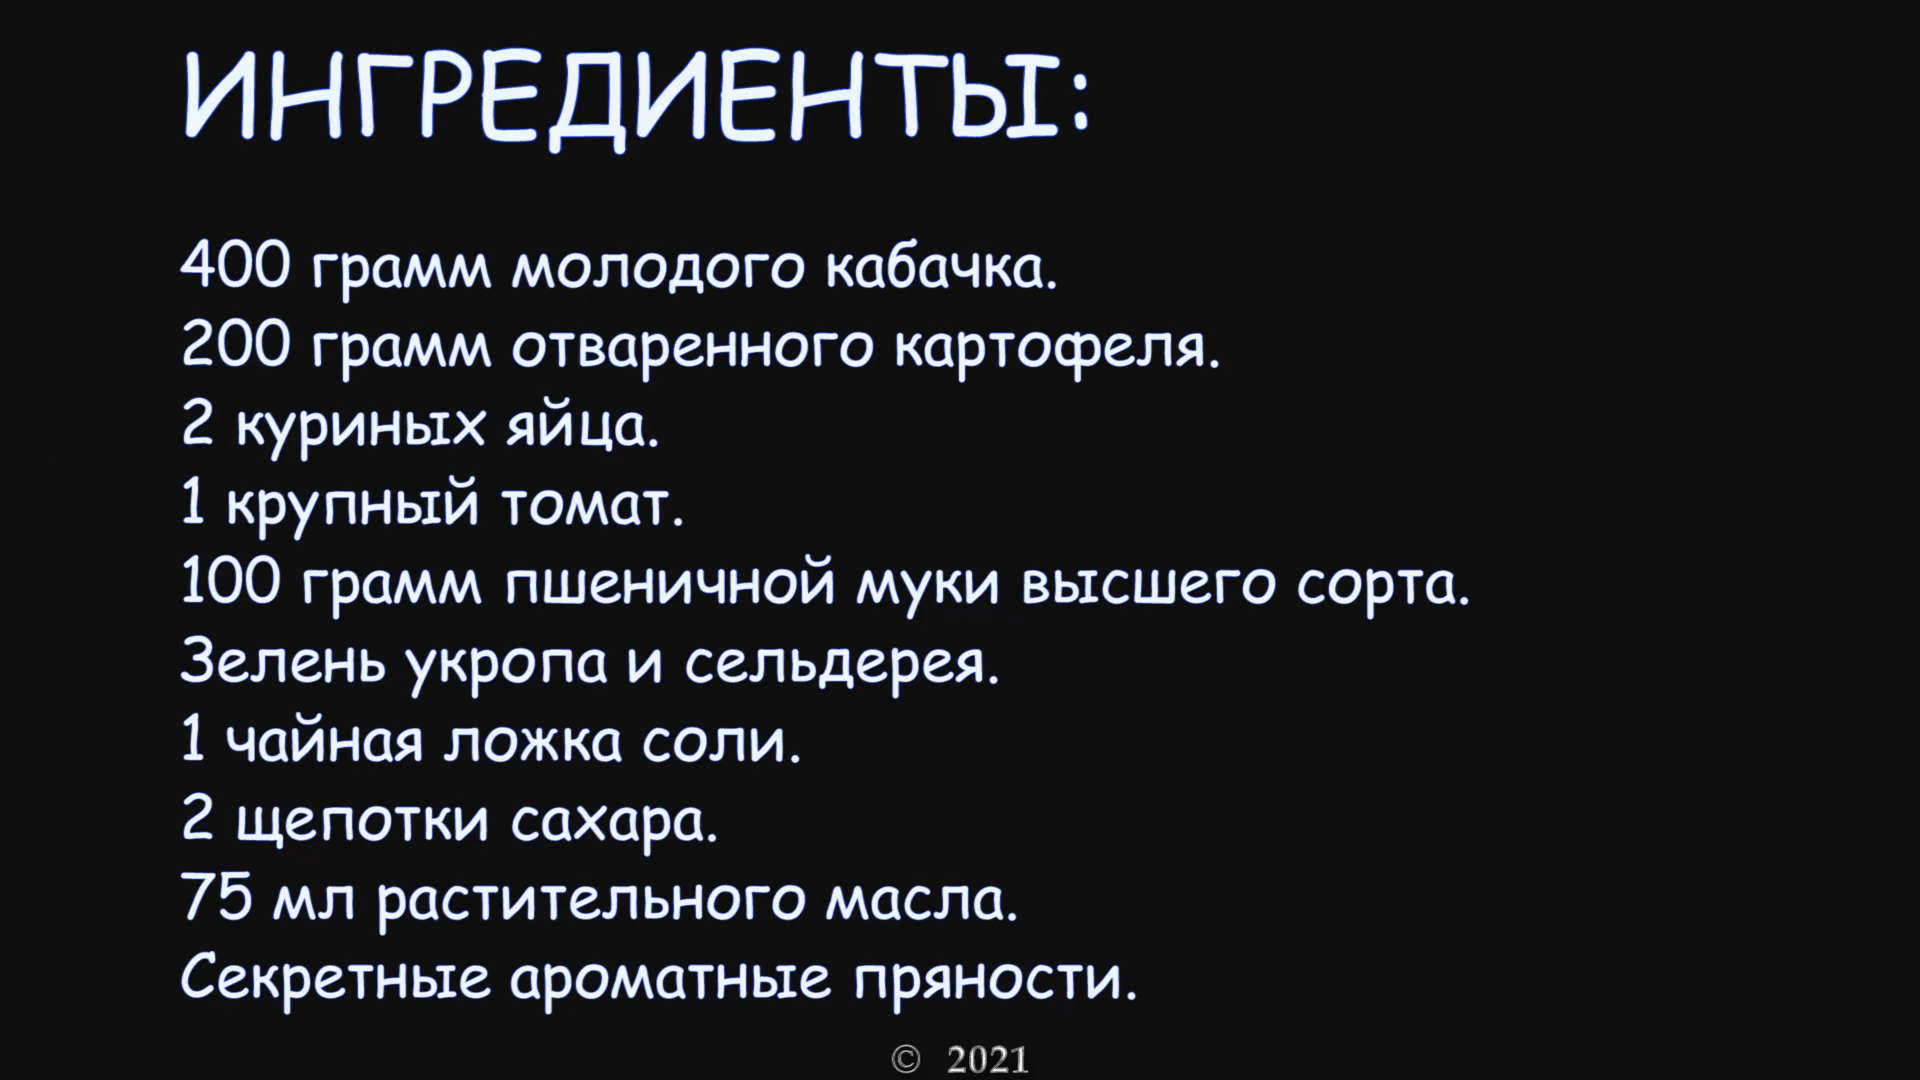 ИНГРЕДИЕНТЫ:
400 грамм молодого кабачка.
200 грамм отваренного картофеля.
2 куриных яйца.
1 крупный томат.
100 грамм пшеничной муки высшего сорта.
Зелень укропа и сельдерея.
1 чайная ложка соли.
2 щепотки сахара.
75 мл растительного масла.
Секретные ароматные пряности.
© 2021